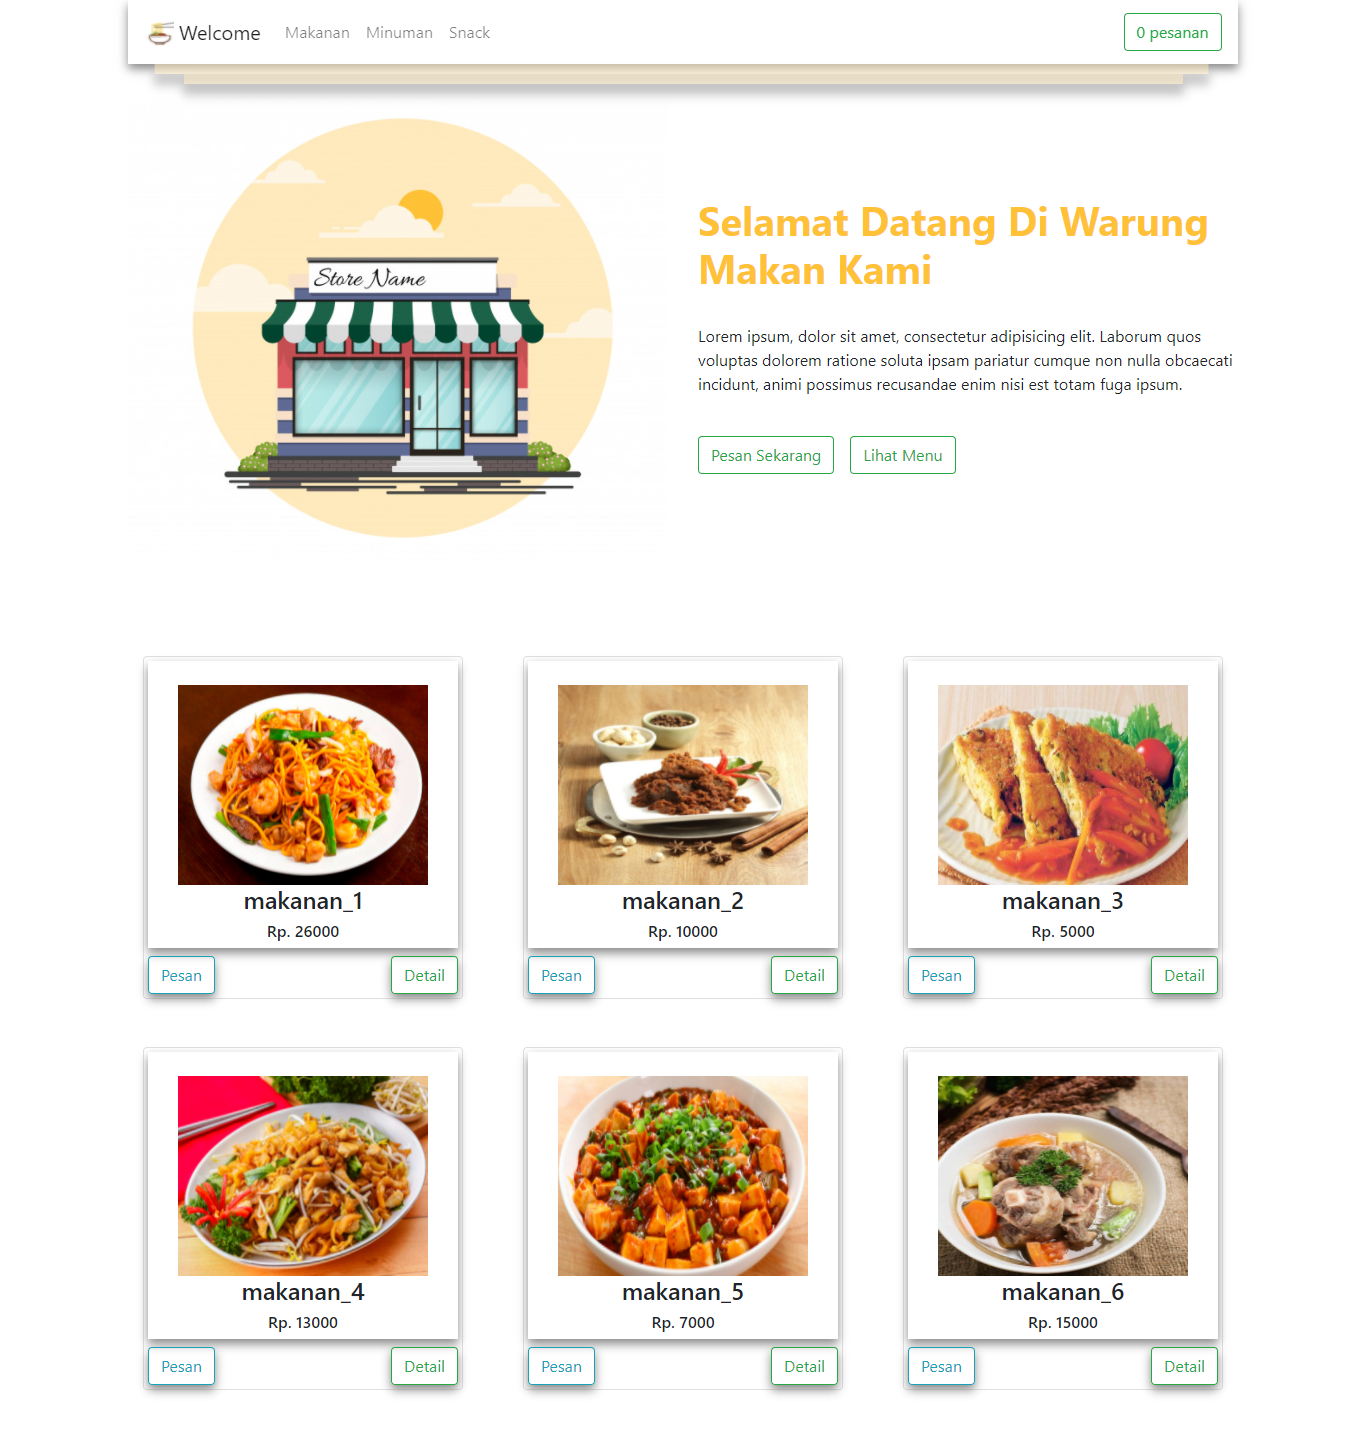 Welcome Makanan Minuman Snack 0 pesanan
Store Name
Selamat Datang Di Warung
Makan Kami
Lorem ipsum, dolor sit amet, consectetur adipisicing elit. Laborum quos
voluptas dolorem ratione soluta ipsam pariatur cumque non nulla obcaecati
incidunt, animi possimus recusandae enim nisi est totam fuga ipsum.
Pesan Sekarang Lihat Menu
makanan_1 makanan_2 makanan_3
Rp. 26000 Rp. 10000 Rp. 5000
Pesan Detail Pesan Detail Pesan Detail
makanan_4 makanan_5 makanan_6
Rp. 13000 Rp. 7000 Rp. 15000
Pesan Detail Pesan Detail Pesan Detail